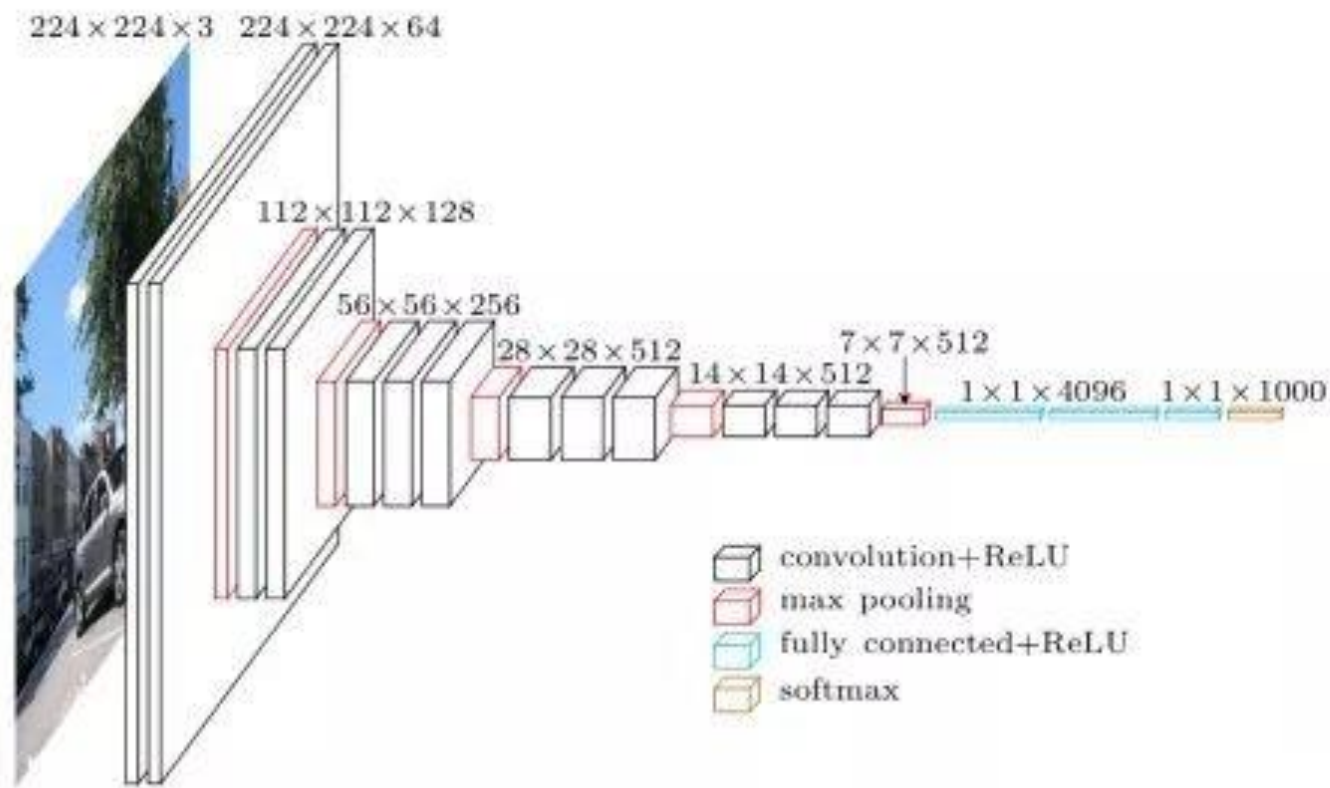 224×224×3
224×224×64
112×112×128
56×56×256
28×28×512
14×14×512
7×7×512
1×1×4096
1×1×1000
convolution+ReLU
max pooling
fully connected+ReLU
softmax